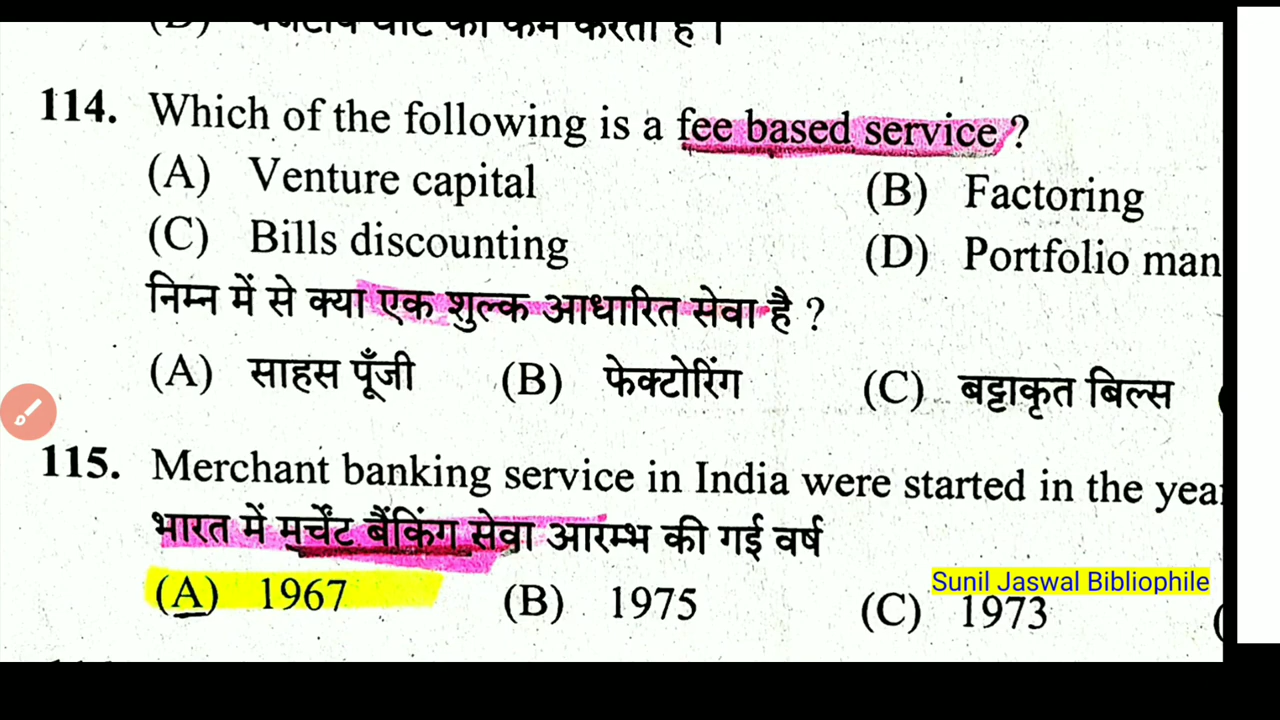 114. Which of the following is a fee based service ?
(A) Venture capital (B) Factoring
(C) Bills discounting (D) Portfolio man
निम्न में से क्या एक शुल्क आधारित सेवा है ?
(A) साहस पूँजी (B) फेक्टोरिंग (C) बट्टाकृत बिल्स
115. Merchant banking service in India were started in the yea
भारत में मर्चेंट बैंकिंग सेवा आरम्भ की गई वर्ष
Sunil Jaswal Bibliophile
(A) 1967 (B) 1975 (C) 1973